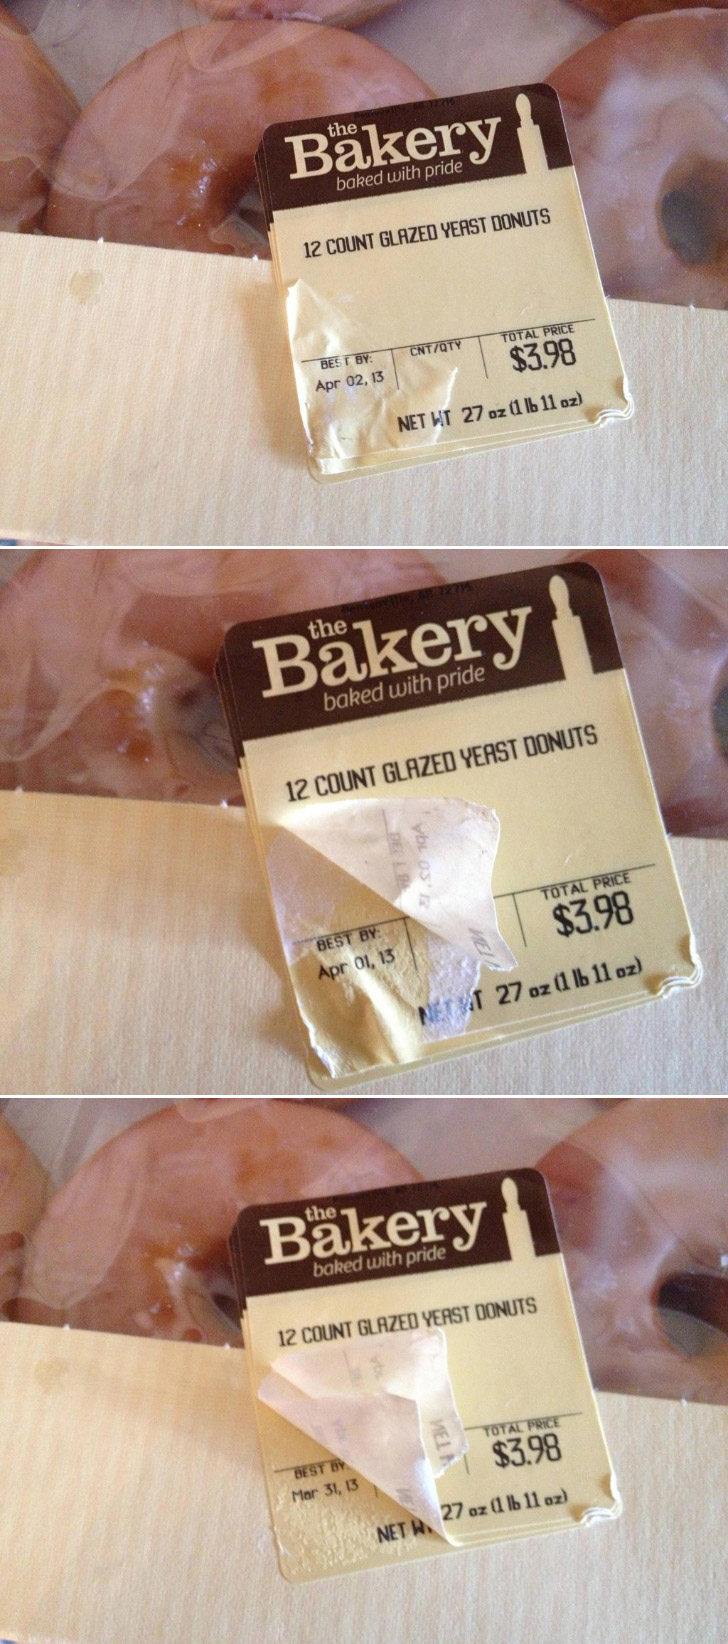 the
Bakery
baked with pride
12 COUNT GLAZED YEAST DONUTS
BEST BY:
Apr 02, 13
CNT/QTY
TOTAL PRICE
$3.98
NET WT 27 oz (1 lb 11 oz)
the
Bakery
baked with pride
12 COUNT GLAZED YEAST DONUTS
BEST BY:
Apr 01, 13
TOTAL PRICE
$3.98
NET WT 27 oz (1 lb 11 oz)
the
Bakery
baked with pride
12 COUNT GLAZED YEAST DONUTS
BEST BY
Mar 31, 13
TOTAL PRICE
$3.98
NET W 27 oz (1 lb 11 oz)